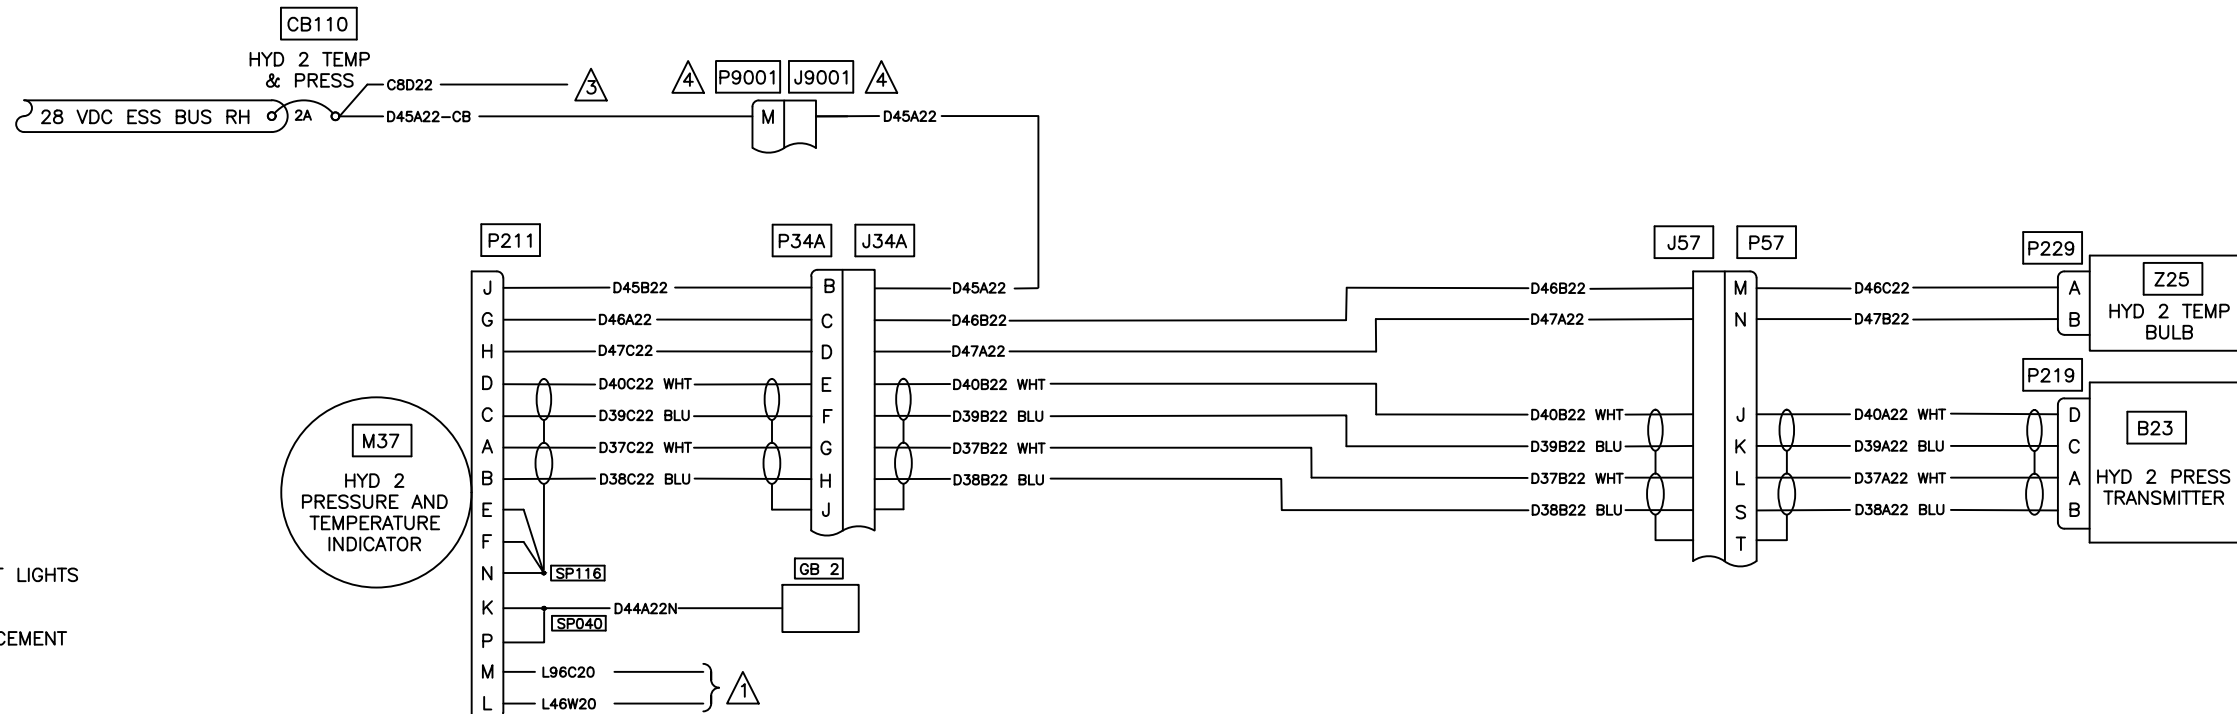 CB110
HYD 2 TEMP
& PRESS
28 VDC ESS BUS RH
2A
C8D22
3
D45A22-CB
4
P9001
J9001
4
M
D45A22
P211
P34A
J34A
J57
P57
P229
J
D45B22
B
D45A22
G
D46A22
C
D46B22
D46B22
M
D46C22
A
H
D47C22
D
D47A22
D47A22
N
D47B22
B
Z25
HYD 2 TEMP
BULB
D
D40C22 WHT
E
D40B22 WHT
D40B22 WHT
J
D40A22 WHT
P219
D
C
D39C22 BLU
F
D39B22 BLU
D39B22 BLU
K
D39A22 BLU
C
A
D37C22 WHT
G
D37B22 WHT
D37B22 WHT
L
D37A22 WHT
A
B
D38C22 BLU
H
D38B22 BLU
D38B22 BLU
S
D38A22 BLU
B
B23
HYD 2 PRESS
TRANSMITTER
E
J
T
F
N
SP116
M37
HYD 2
PRESSURE AND
TEMPERATURE
INDICATOR
K
D44A22N
GB 2
SP040
P
M
L96C20
L
L46W20
1
LIGHTS
CEMENT